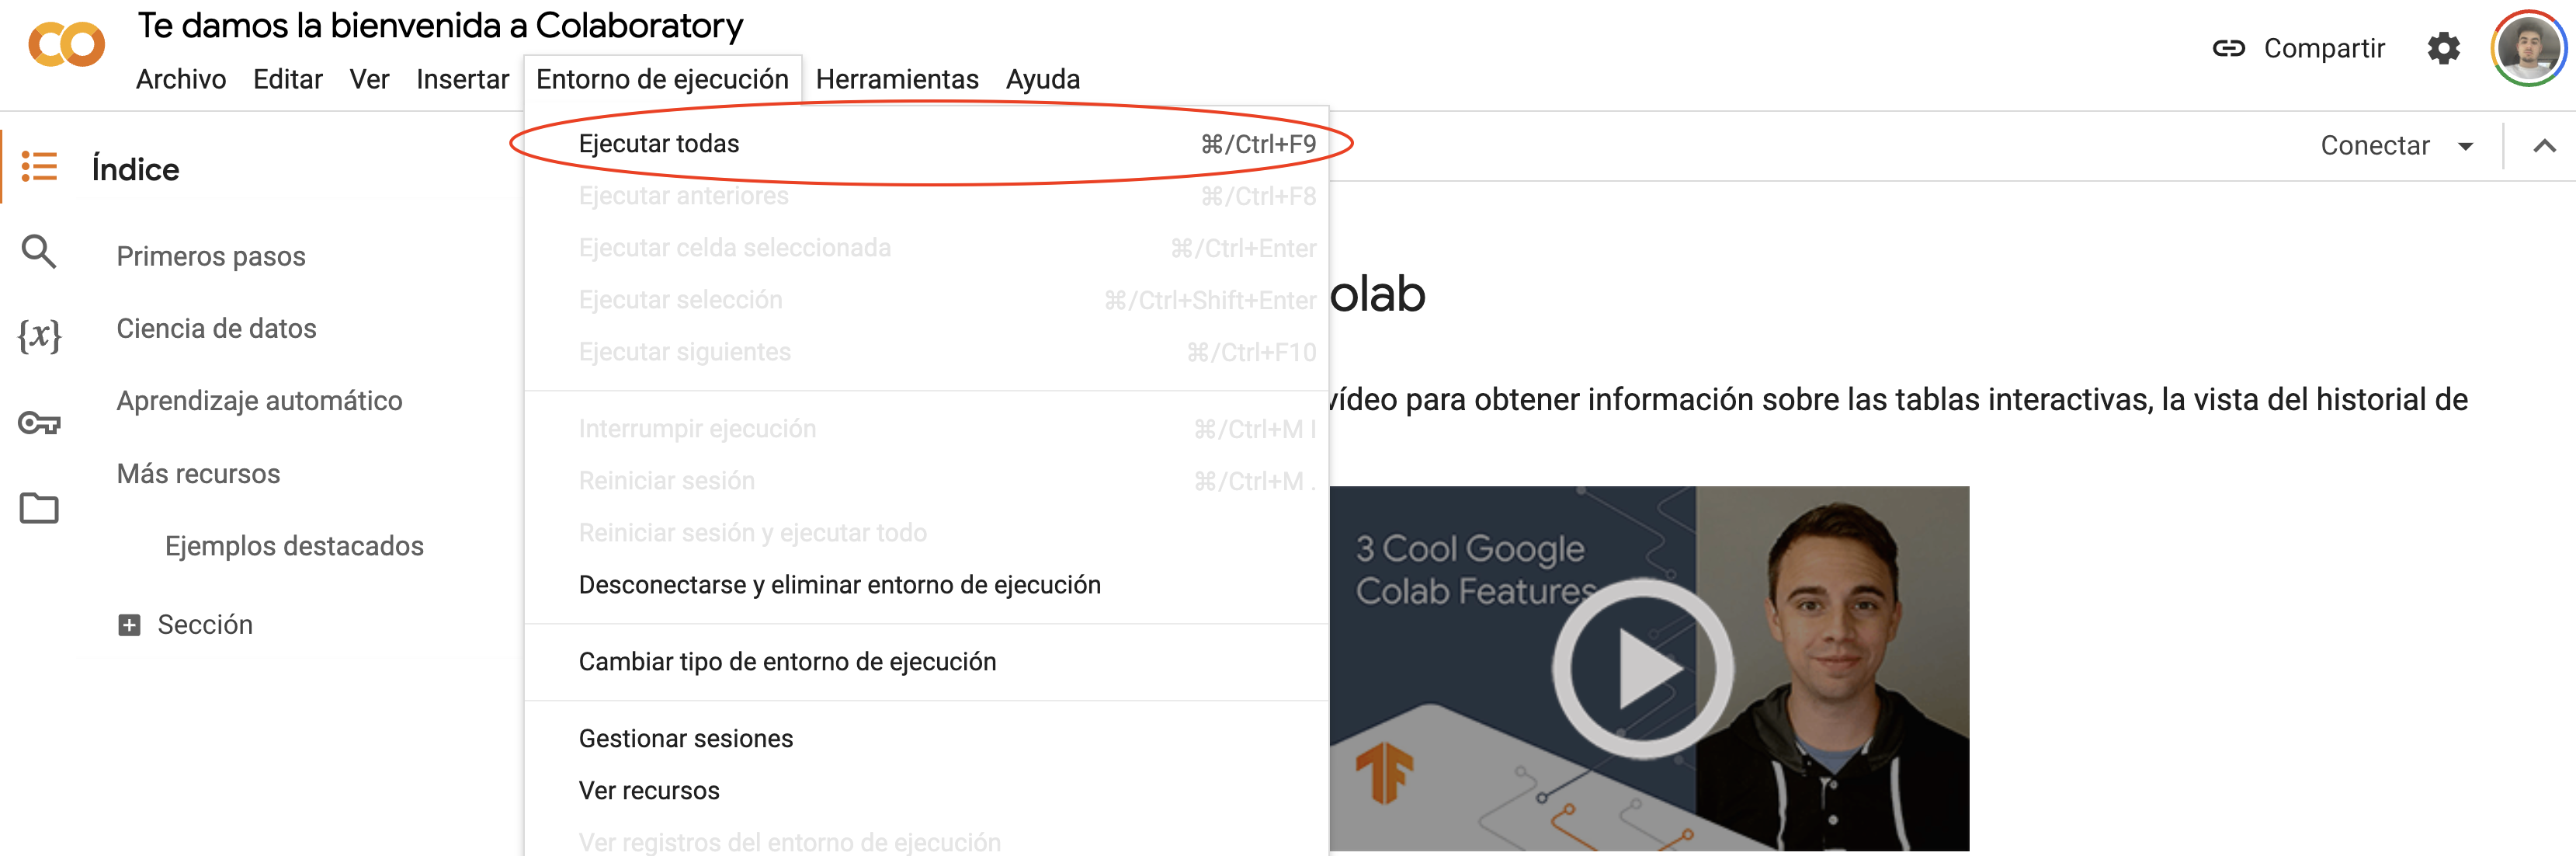 Te damos la bienvenida a Colaboratory
Archivo Editar Ver Insertar Entorno de ejecución Herramientas Ayuda
Compartir
Índice
Primeros pasos
Ciencia de datos
Aprendizaje automático
Más recursos
Ejemplos destacados
Sección
Ejecutar todas ⌘/Ctrl+F9
Ejecutar anteriores ⌘/Ctrl+F8
Ejecutar celda seleccionada ⌘/Ctrl+Enter
Ejecutar selección ⌘/Ctrl+Shift+Enter
Ejecutar siguientes ⌘/Ctrl+F10
Interrumpir ejecución ⌘/Ctrl+M I
Reiniciar sesión ⌘/Ctrl+M .
Reiniciar sesión y ejecutar todo
Desconectarse y eliminar entorno de ejecución
Cambiar tipo de entorno de ejecución
Gestionar sesiones
Ver recursos
Ver registros del entorno de ejecución
Conectar
olab
vídeo para obtener información sobre las tablas interactivas, la vista del historial de
3 Cool Google
Colab Features